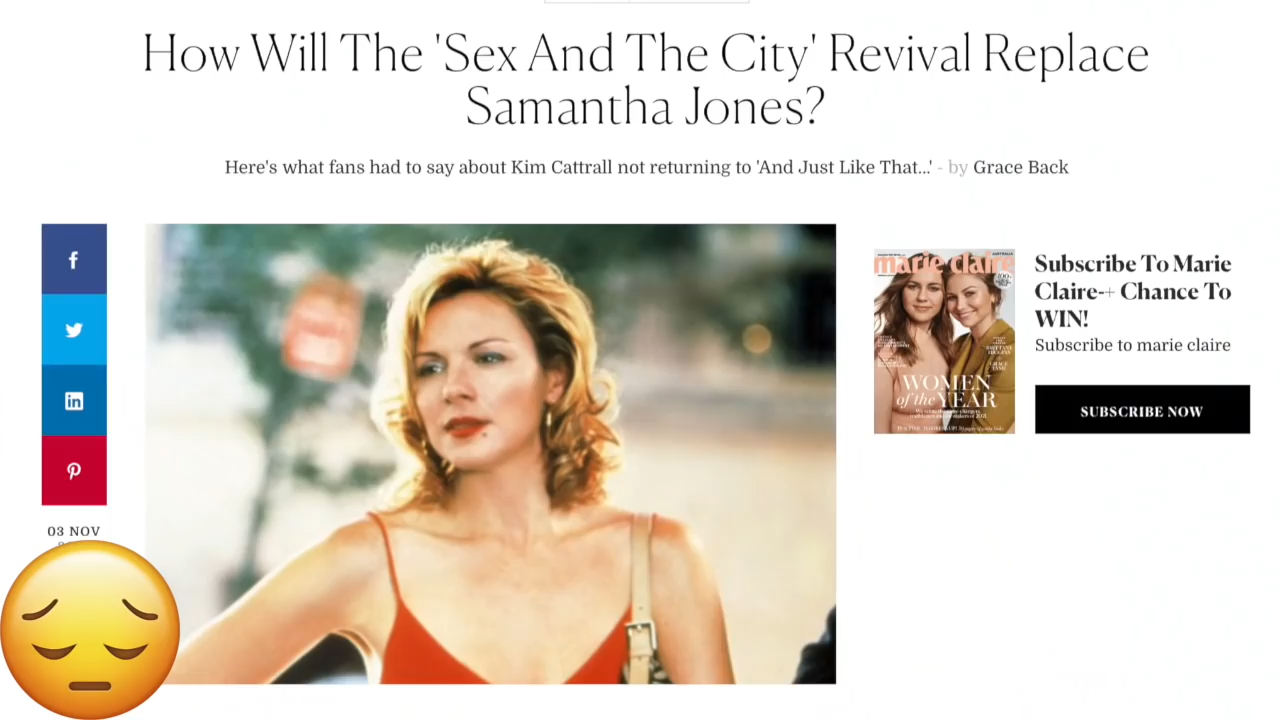 How Will The 'Sex And The City' Revival Replace
Samantha Jones?
Here's what fans had to say about Kim Cattrall not returning to 'And Just Like That...' - by Grace Back
marie claire
AUSTRALIA
WOMEN
of the YEAR
Subscribe To Marie
Claire-+ Chance To
WIN!
Subscribe to marie claire
SUBSCRIBE NOW
03 NOV